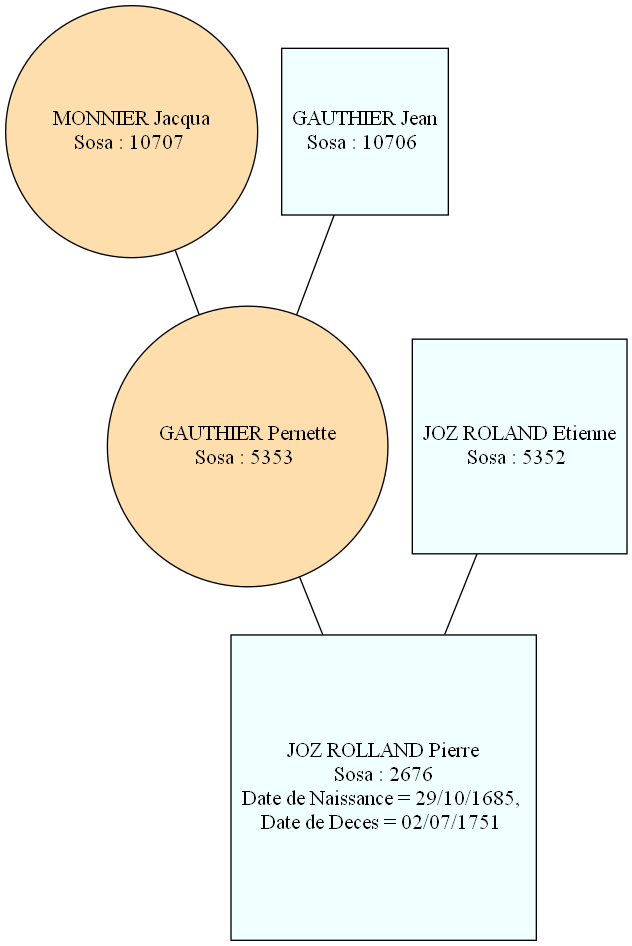 MONNIER Jacqua
Sosa : 10707
GAUTHIER Jean
Sosa : 10706
GAUTHIER Pernette
Sosa : 5353
JOZ ROLAND Etienne
Sosa : 5352
JOZ ROLLAND Pierre
Sosa : 2676
Date de Naissance = 29/10/1685,
Date de Deces = 02/07/1751